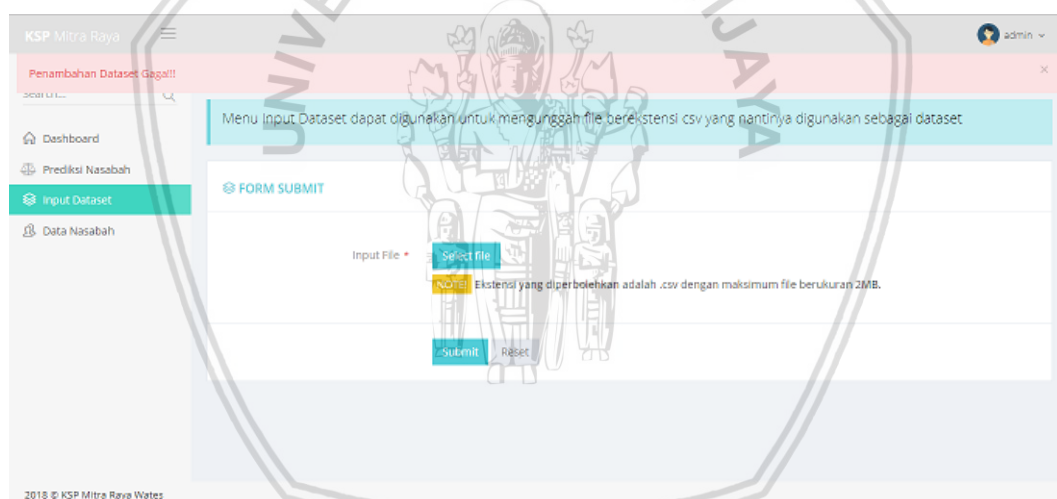 KSP Mitra Raya
admin
Penambahan Dataset Gagal!!!
Search...
Menu Input Dataset dapat digunakan untuk mengunggah file berekstensi csv yang nantinya digunakan sebagai dataset
Dashboard
Prediksi Nasabah
Input Dataset
Data Nasabah
FORM SUBMIT
Input File * Select file
NOTE! Ekstensi yang diperbolehkan adalah .csv dengan maksimum file berukuran 2MB.
Submit Reset
2018 © KSP Mitra Raya Wates